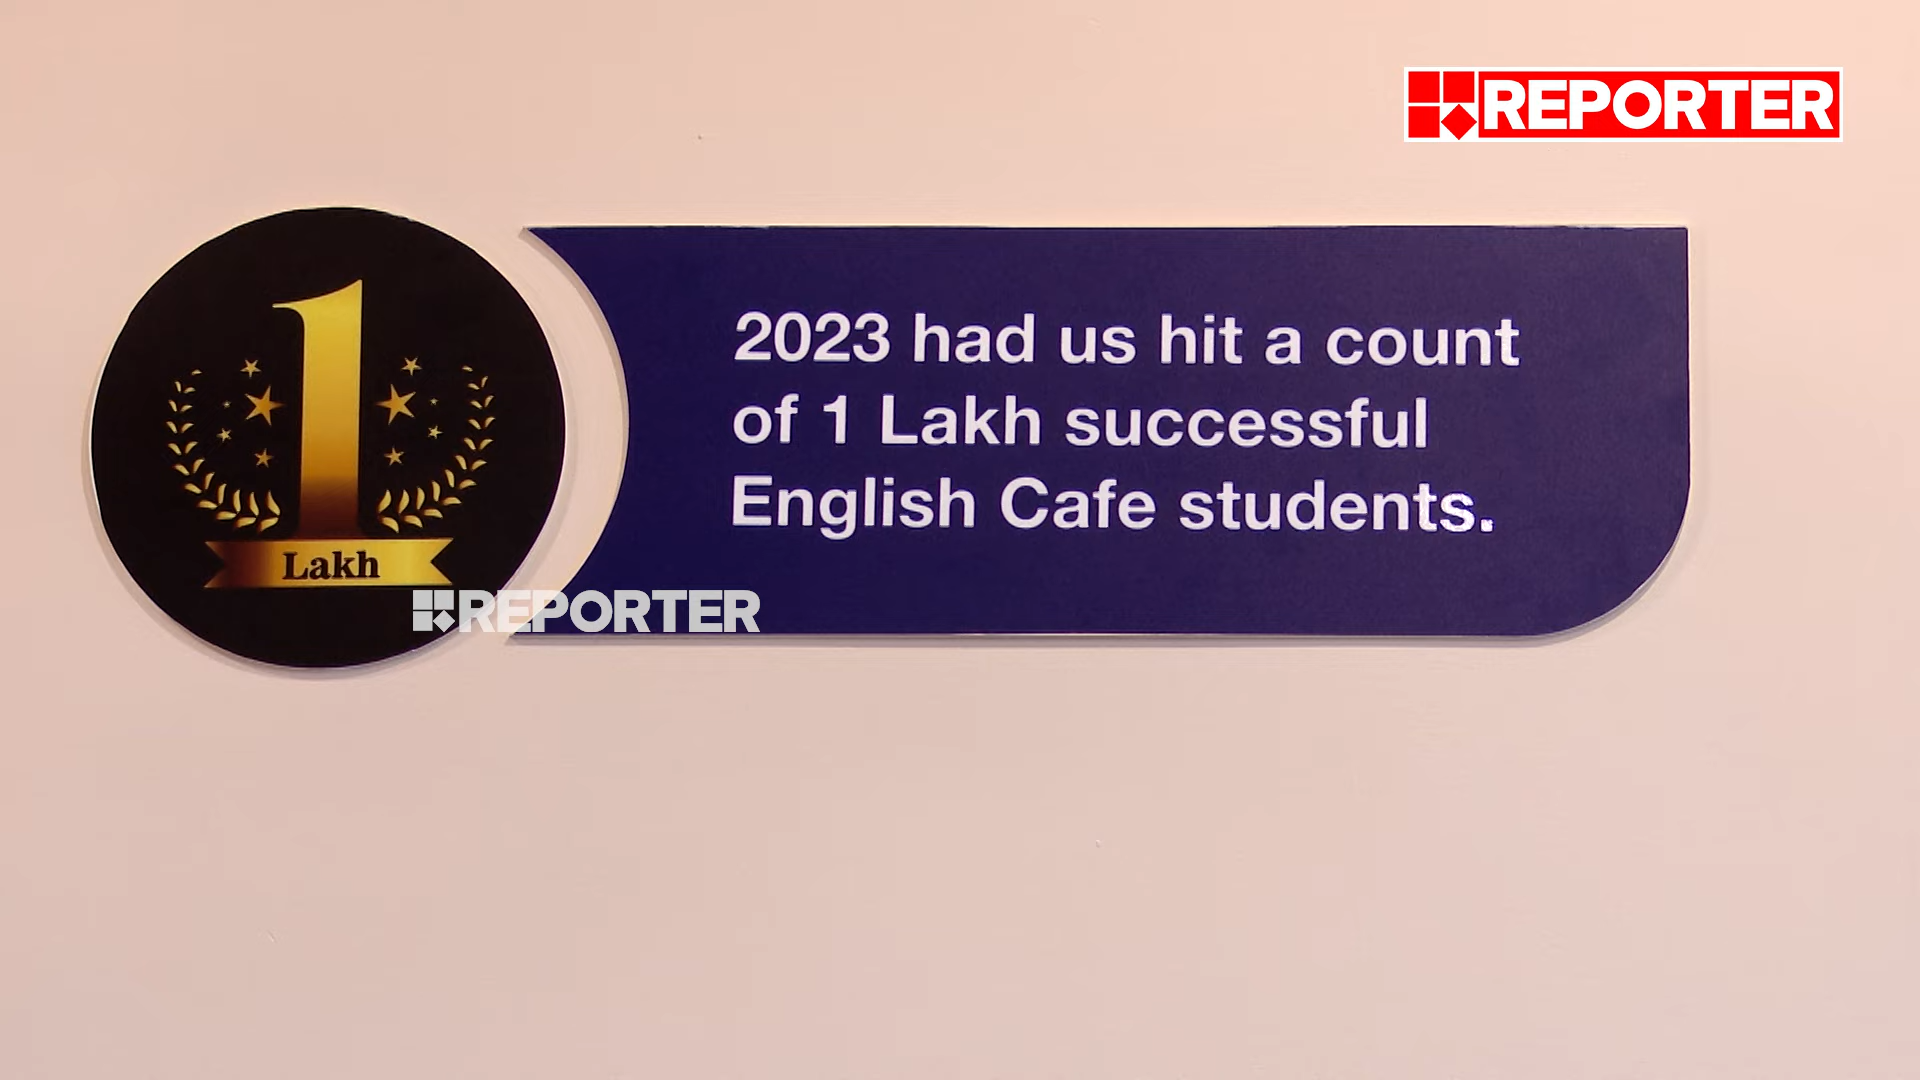 REPORTER
2023 had us hit a count
of 1 Lakh successful
English Cafe students.
1
Lakh
REPORTER